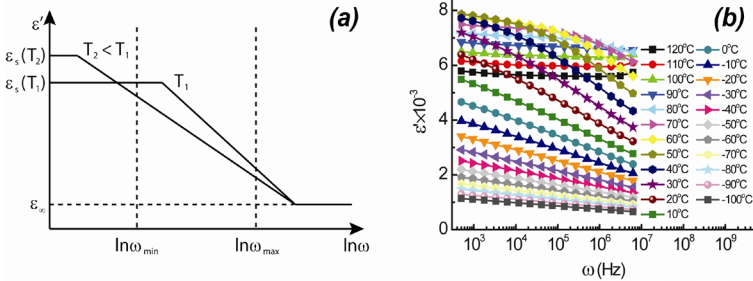 ε' (a)
εs(T2) T2 < T1
εs(T1) T1
ε∞
lnωmin lnωmax lnω
(b)
ε'×10⁻³
8
6
4
2
0
120°C 0°C
110°C -10°C
100°C -20°C
90°C -30°C
80°C -40°C
70°C -50°C
60°C -60°C
50°C -70°C
40°C -80°C
30°C -90°C
20°C -100°C
10°C
10³ 10⁴ 10⁵ 10⁶ 10⁷ 10⁸ 10⁹
ω (Hz)